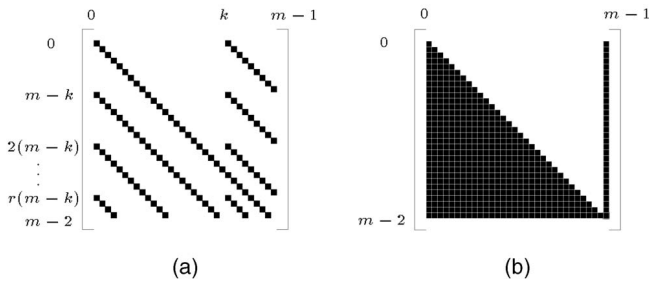 0 k m − 1
0
m − k
2(m − k)
⋮
r(m − k)
m − 2
(a)
0 m − 1
0
m − 2
(b)